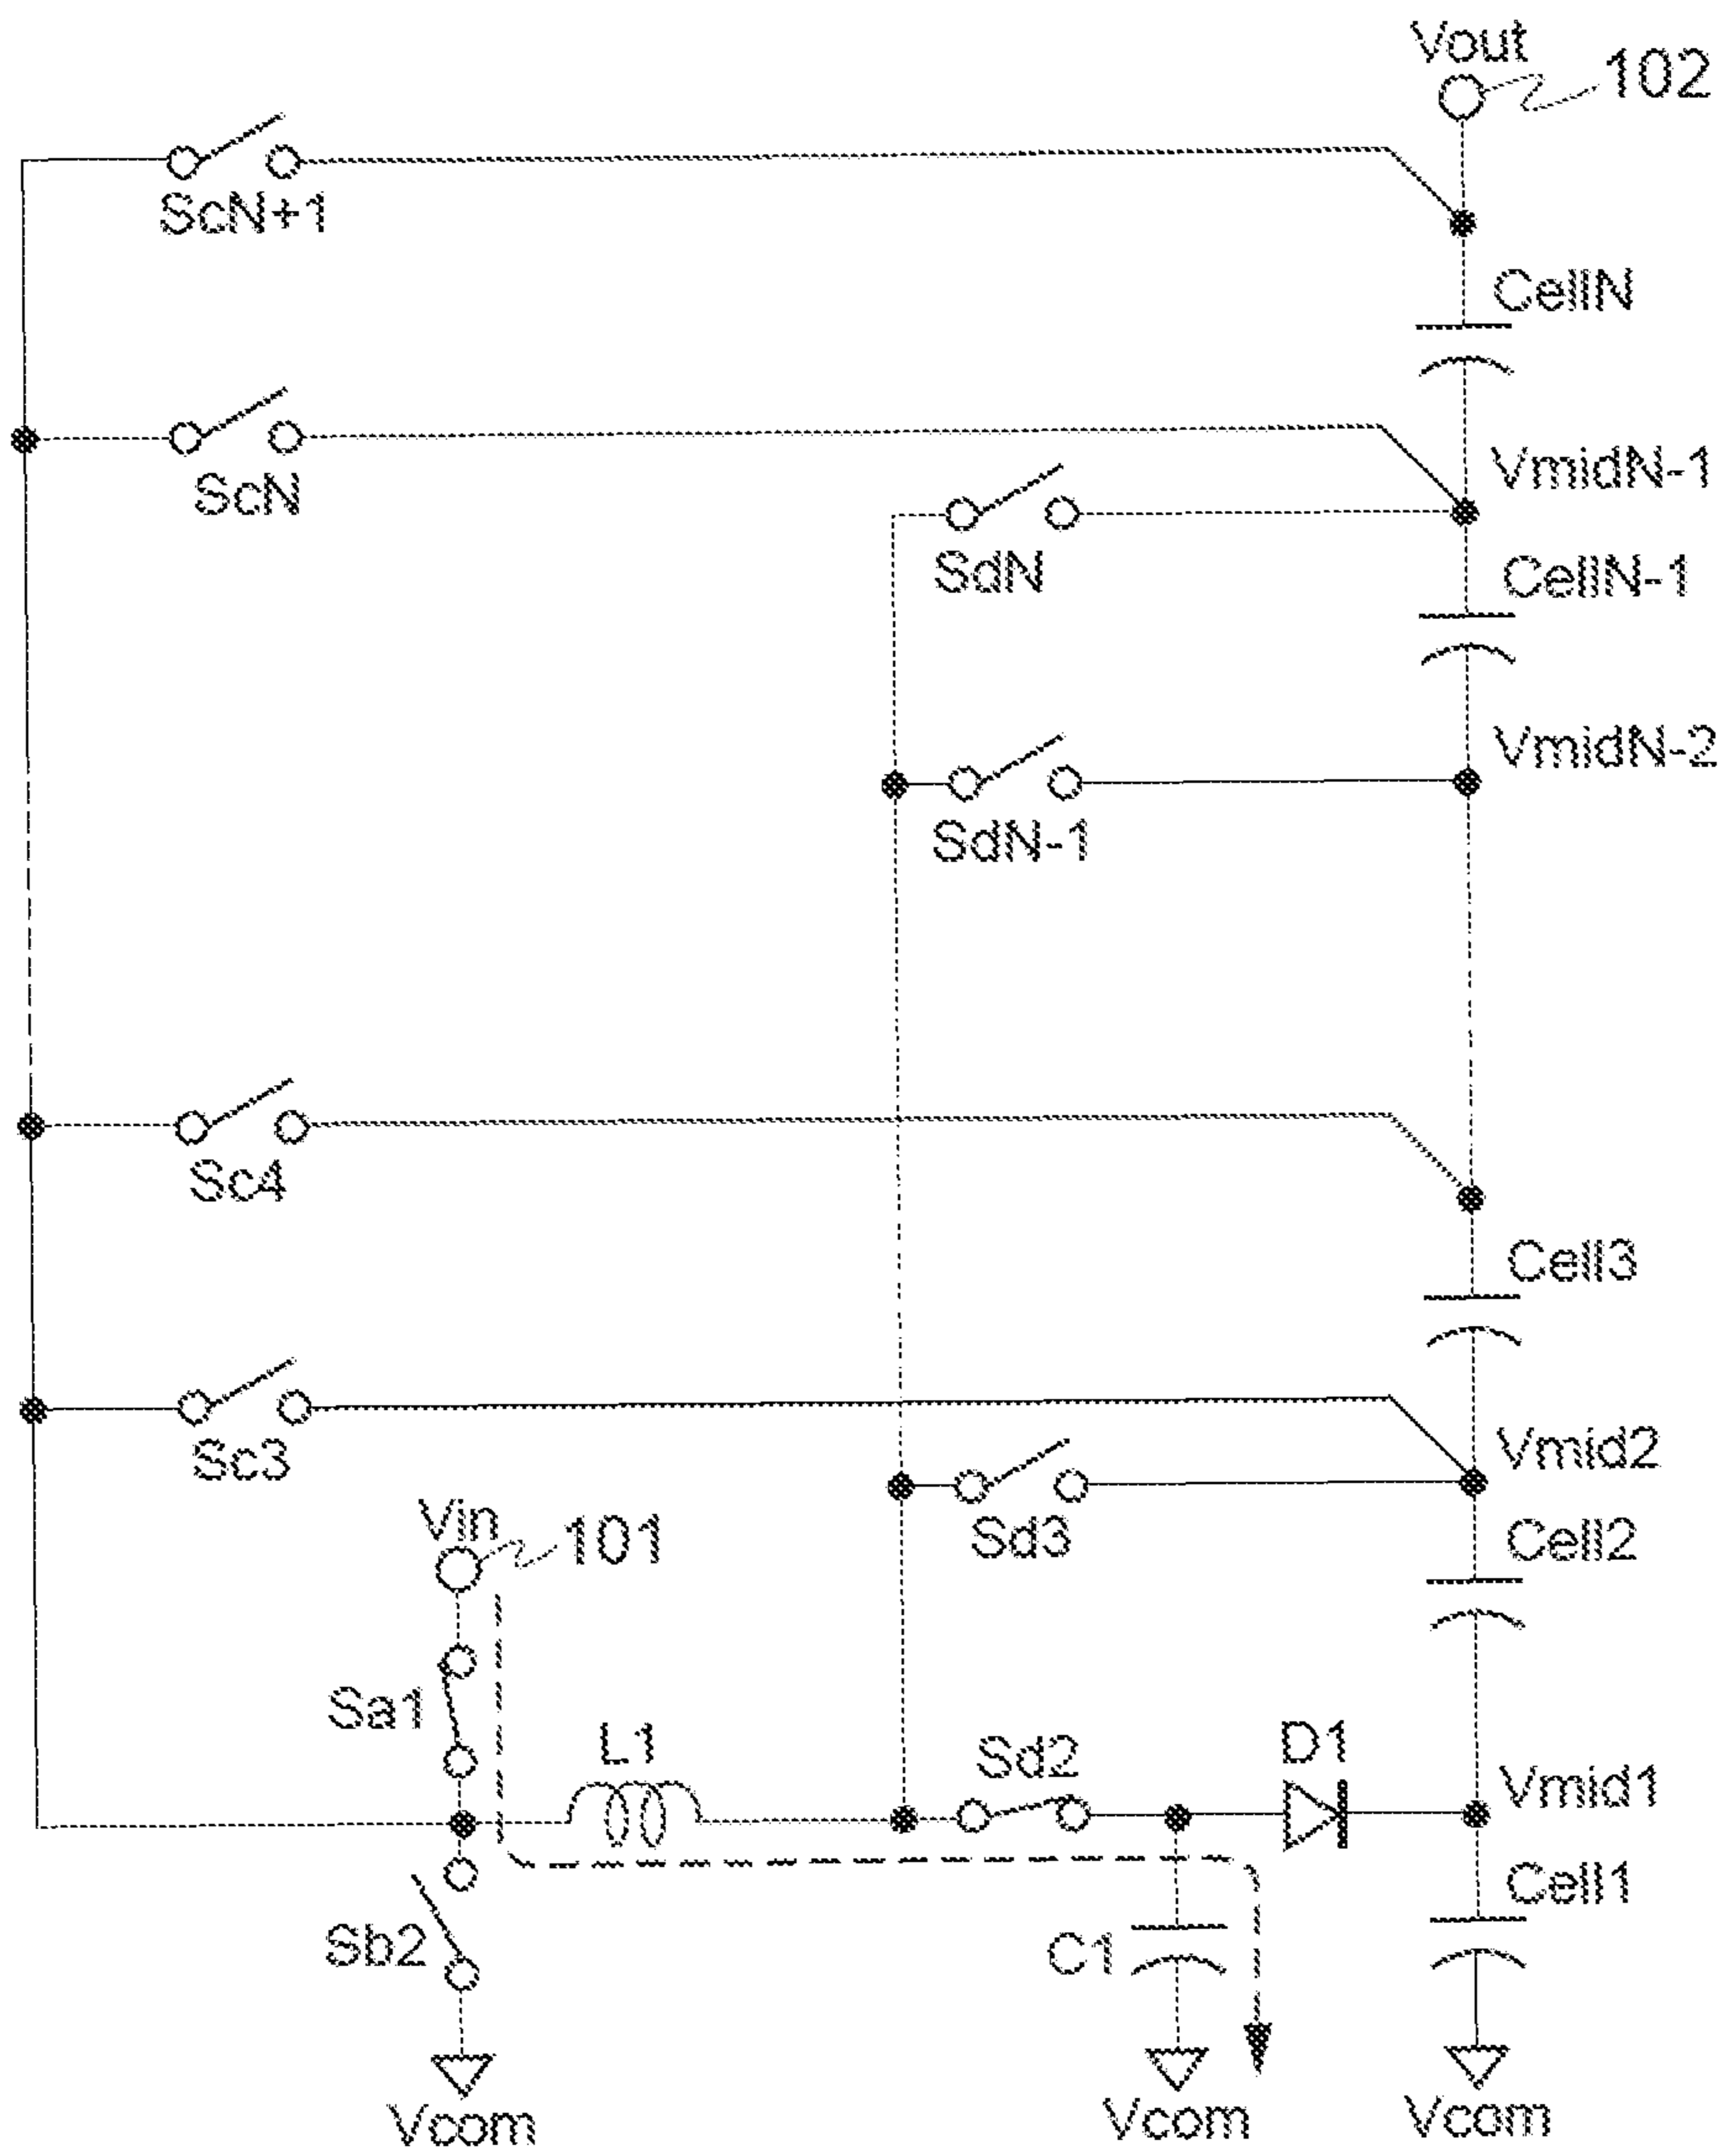 Vout
102
ScN+1
CellN
ScN
VmidN-1
SdN
CellN-1
VmidN-2
SdN-1
Sc4
Cell3
Sc3
Vmid2
Vin
101
Sd3
Cell2
Sa1
L1
Sd2
D1
Vmid1
Sb2
C1
Cell1
Vcom
Vcom
Vcom